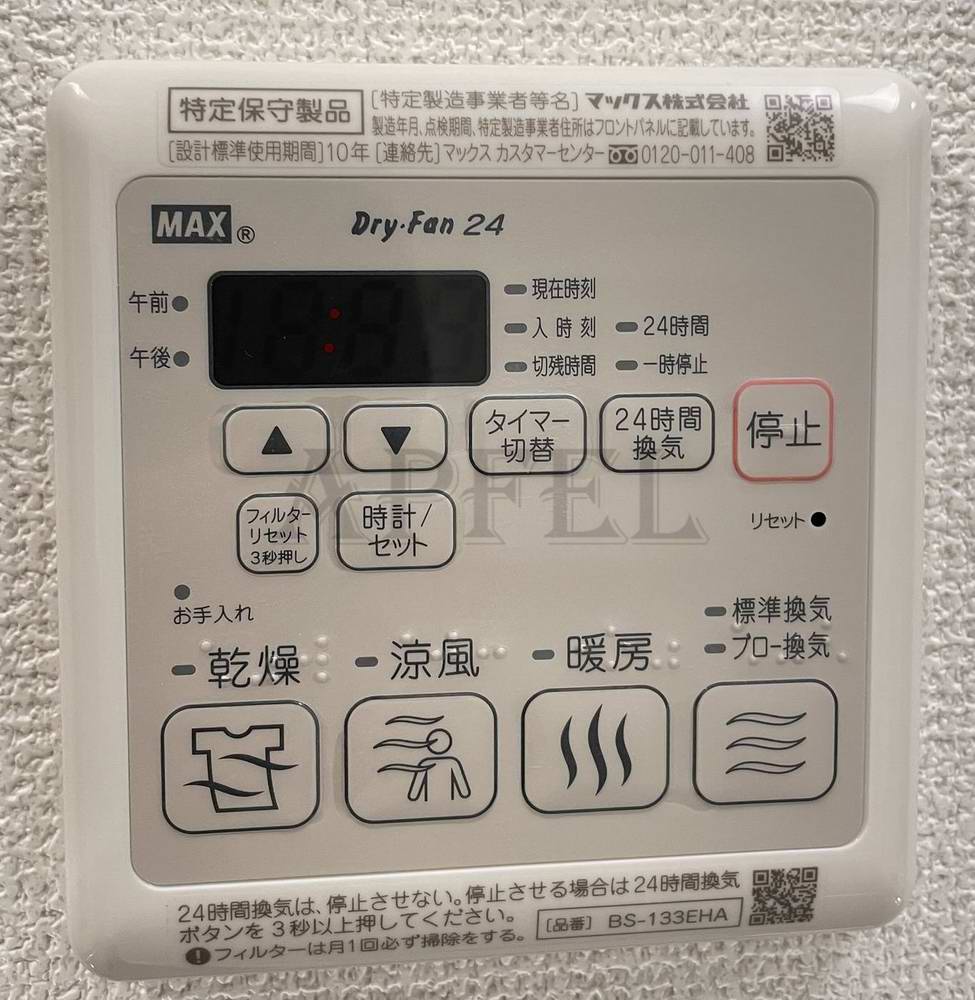 特定保守製品 [特定製造事業者等名] マックス株式会社
製造年月、点検期間、特定製造事業者住所はフロントパネルに記載しています。
[設計標準使用期間]10年 [連絡先]マックス カスタマーセンター 0120-011-408
MAX® Dry・Fan 24
午前
現在時刻
入時刻 24時間
午後
切残時間 一時停止
▲ ▼
タイマー
切替
24時間
換気
停止
フィルター
リセット
3秒押し
時計/
セット
リセット
APFEL
お手入れ
標準換気
プロー換気
乾燥 涼風 暖房
24時間換気は、停止させない。停止させる場合は24時間換気
ボタンを3秒以上押してください。
[品番] BS-133EHA
フィルターは月1回必ず掃除をする。